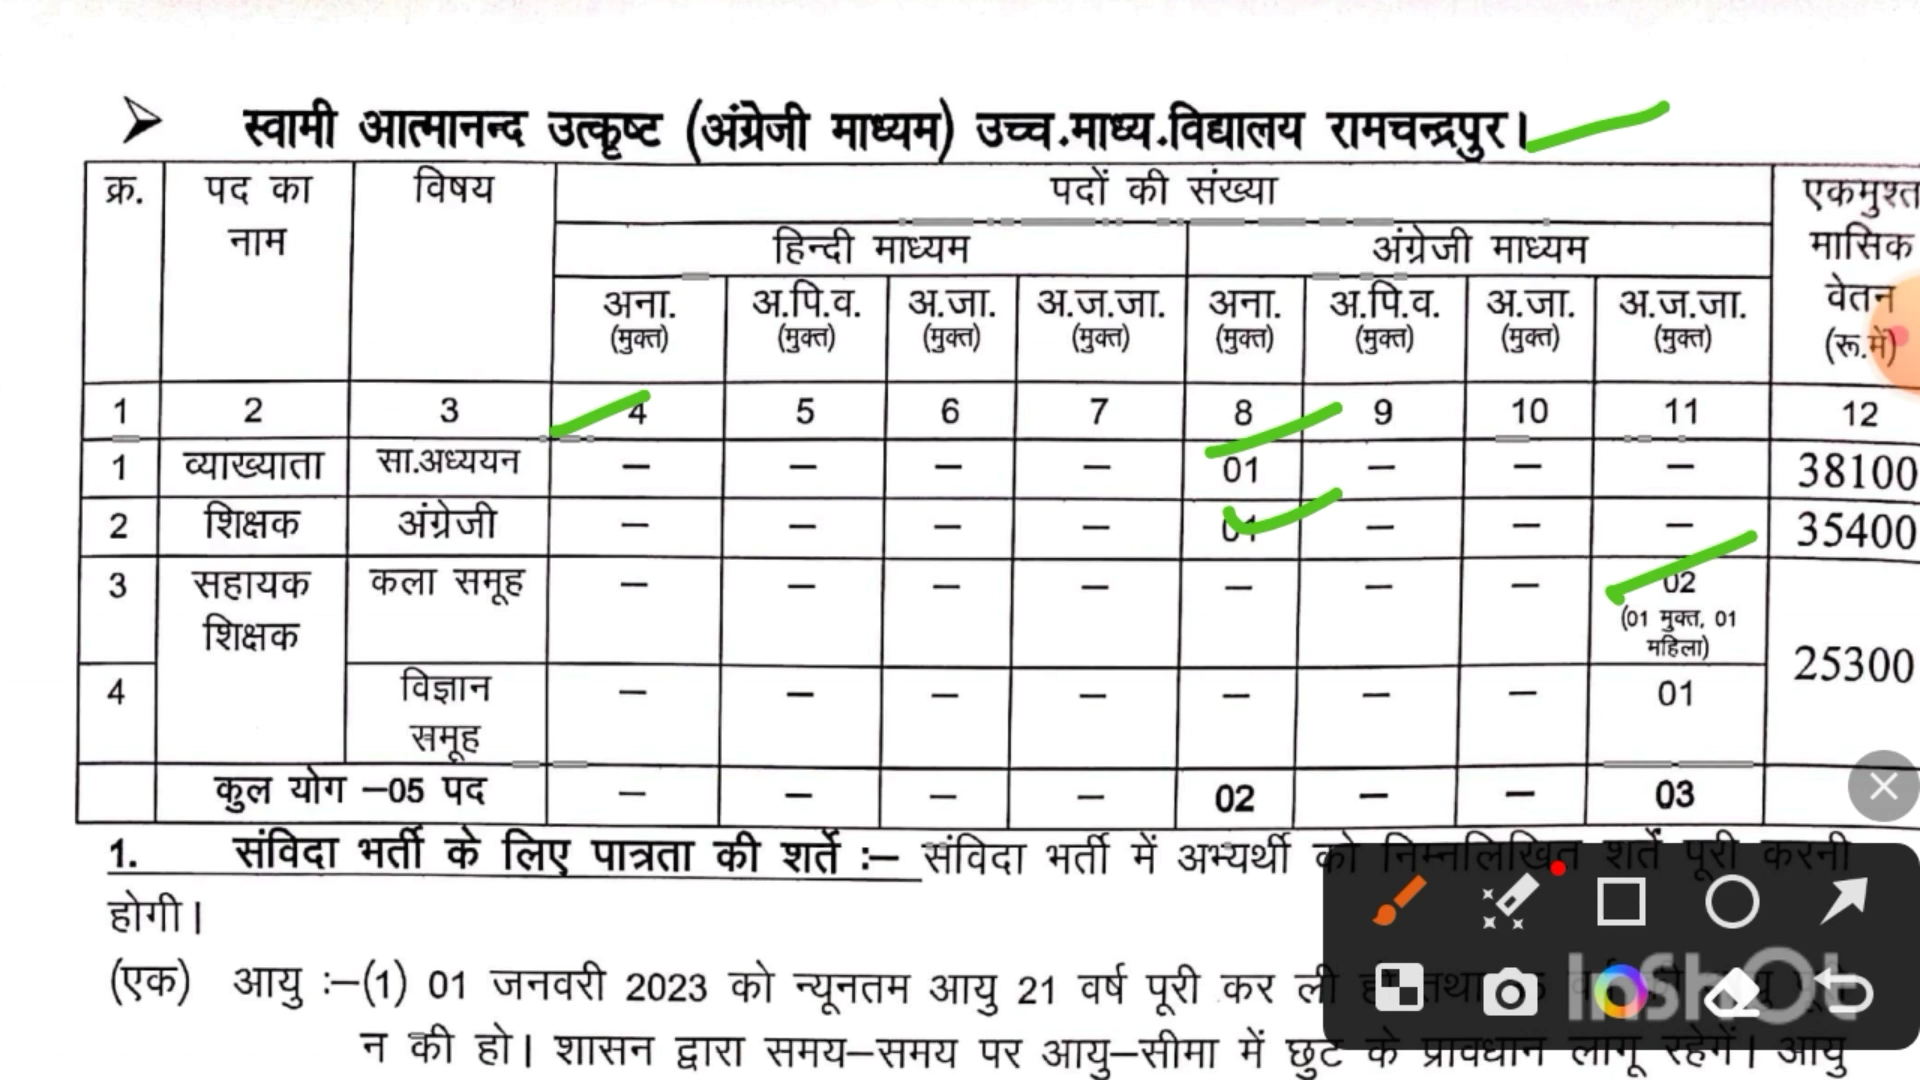 स्वामी आत्मानन्द उत्कृष्ट (अंग्रेजी माध्यम) उच्च.माध्य.विद्यालय रामचन्द्रपुर।
क्र. पद का नाम विषय पदों की संख्या एकमुश्त मासिक वेतन (रू.में)
हिन्दी माध्यम अंग्रेजी माध्यम
अना. अ.पि.व. अ.जा. अ.ज.जा. अना. अ.पि.व. अ.जा. अ.ज.जा.
(मुक्त) (मुक्त) (मुक्त) (मुक्त) (मुक्त) (मुक्त) (मुक्त) (मुक्त)
1 2 3 4 5 6 7 8 9 10 11 12
1 व्याख्याता सा.अध्ययन – – – – 01 – – – 38100
2 शिक्षक अंग्रेजी – – – – 01 – – – 35400
3 सहायक शिक्षक कला समूह – – – – – – – 02 (01 मुक्त, 01 महिला) 25300
4 विज्ञान समूह – – – – – – – 01
कुल योग –05 पद – – – – 02 – – 03
1. संविदा भर्ती के लिए पात्रता की शर्ते :– संविदा भर्ती में अभ्यर्थी को निम्नलिखित शर्ते पूरी करनी
होगी।
(एक) आयु :–(1) 01 जनवरी 2023 को न्यूनतम आयु 21 वर्ष पूरी कर ली हो तथा
न की हो। शासन द्वारा समय–समय पर आयु–सीमा में छुट के प्रावधान लागू रहेगें। आयु
InShOt